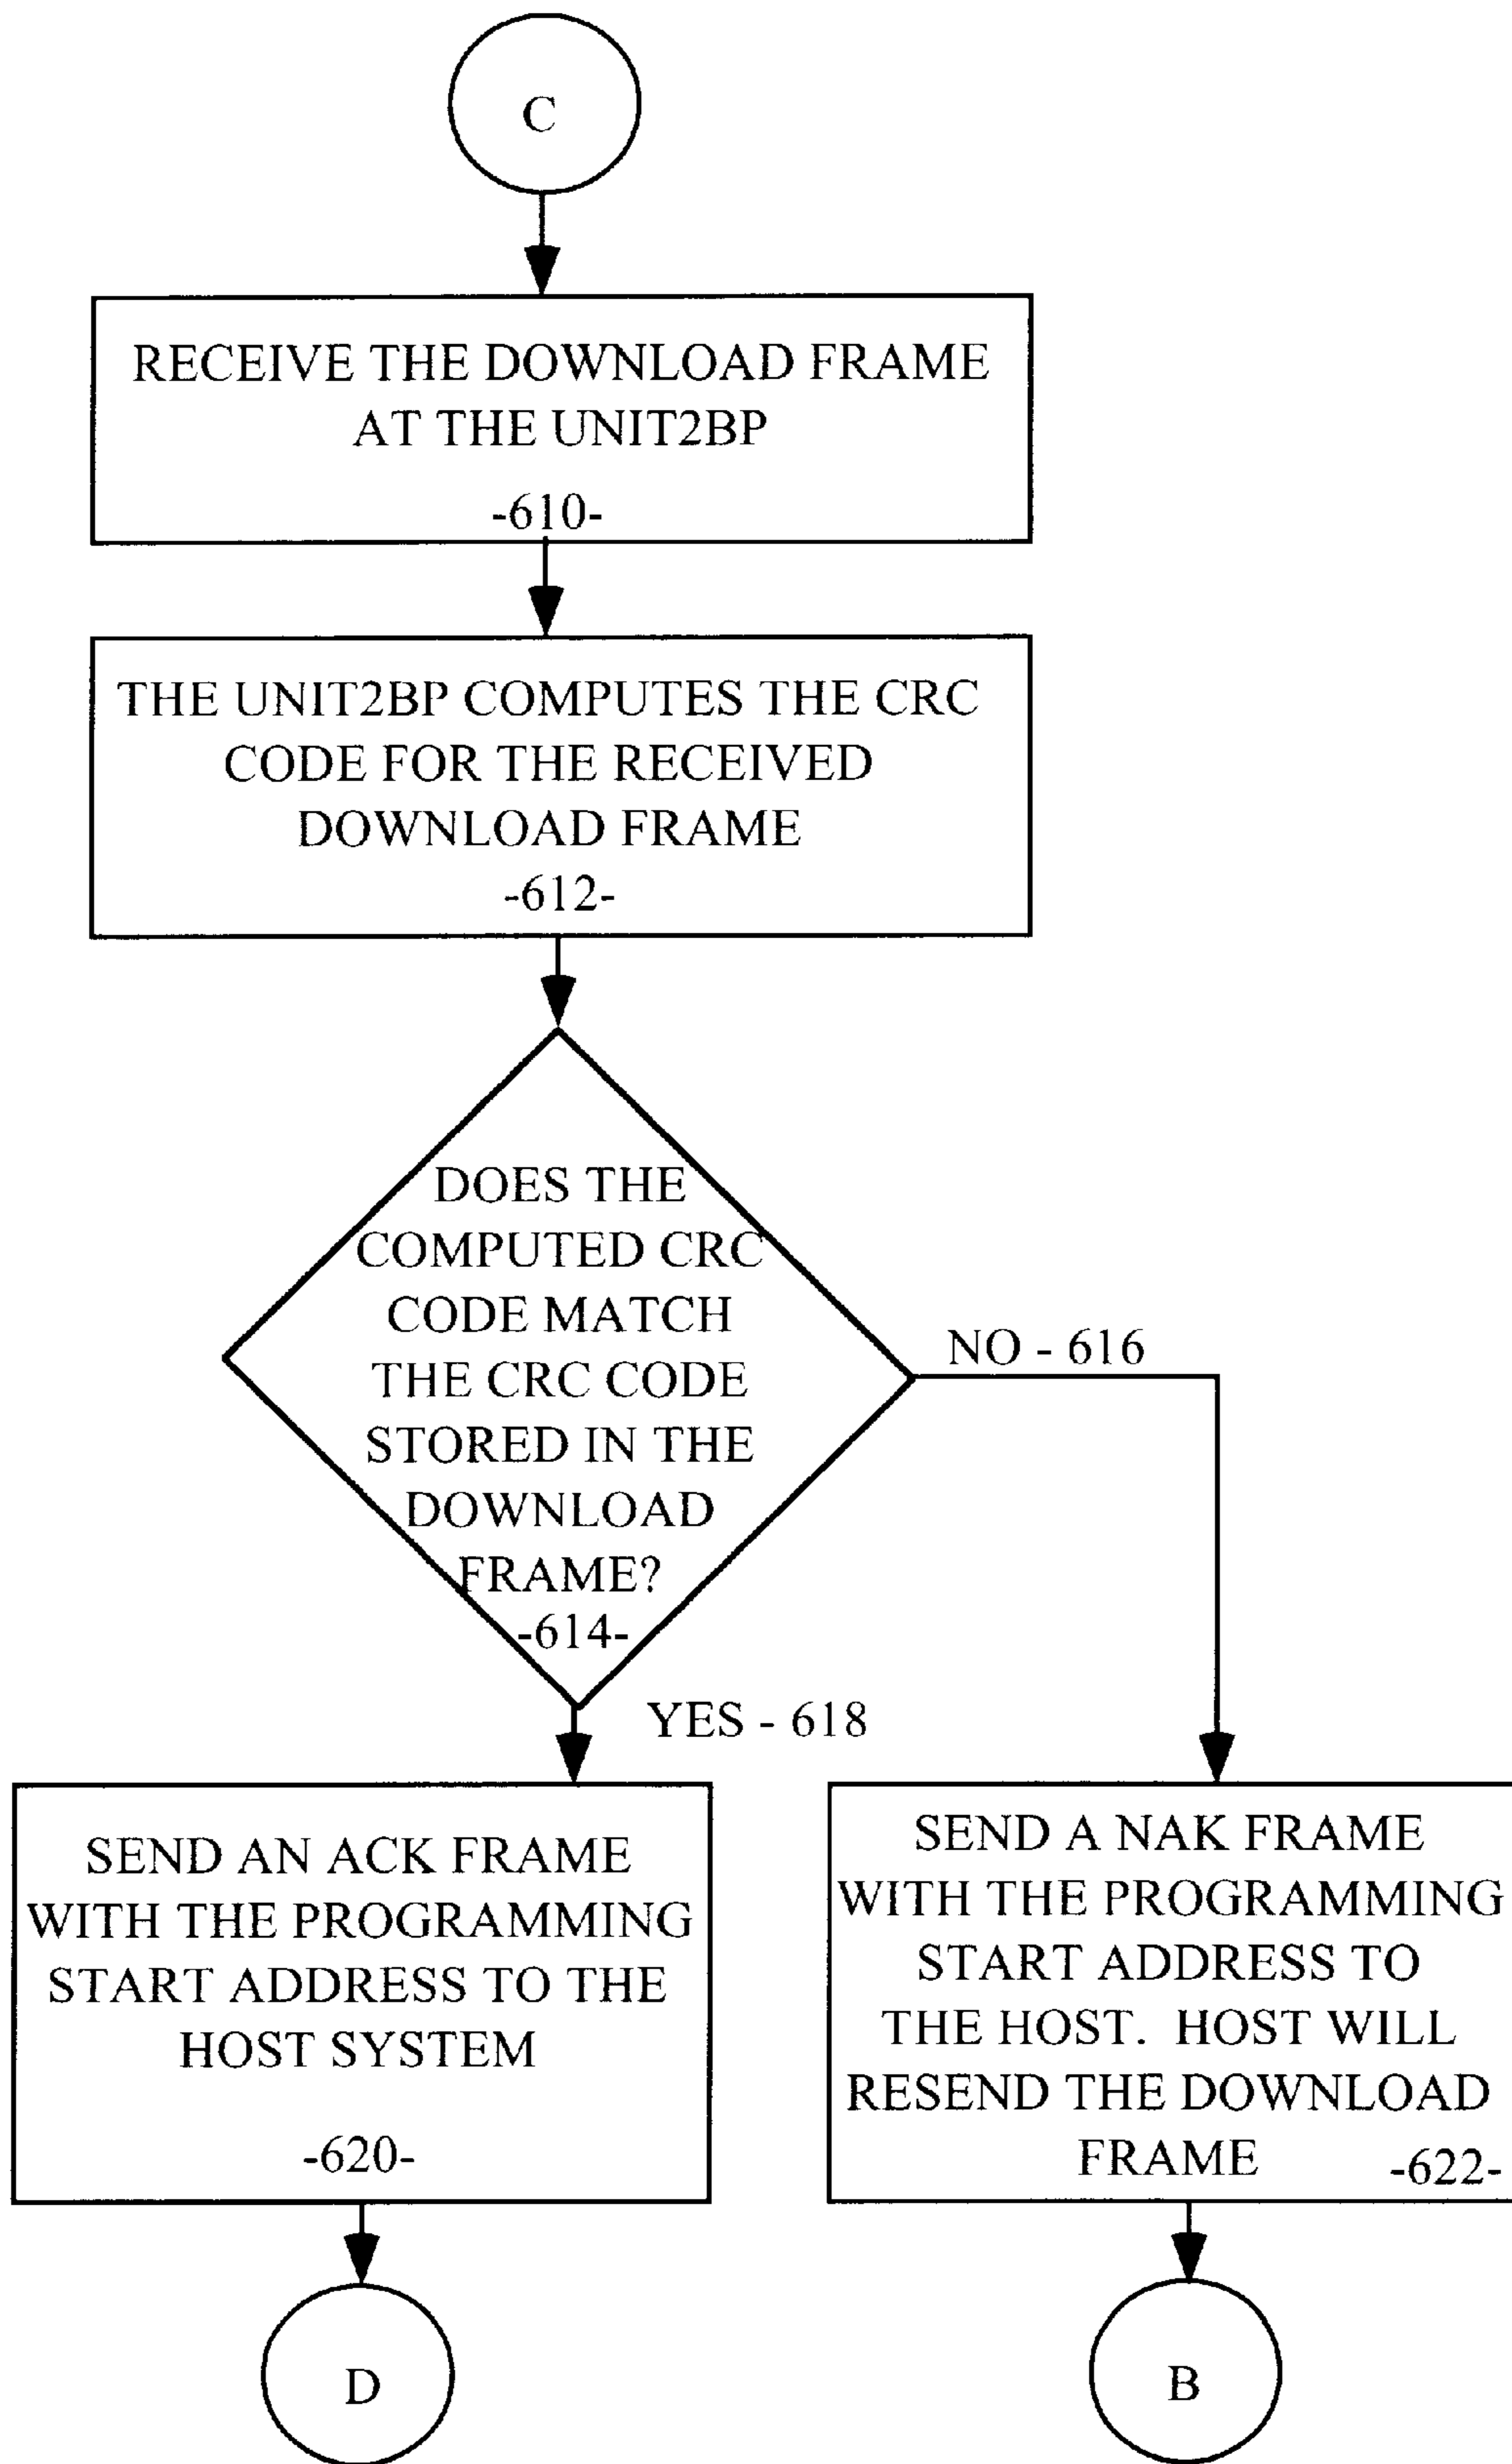 C
RECEIVE THE DOWNLOAD FRAME
AT THE UNIT2BP
-610-
THE UNIT2BP COMPUTES THE CRC
CODE FOR THE RECEIVED
DOWNLOAD FRAME
-612-
DOES THE
COMPUTED CRC
CODE MATCH
THE CRC CODE
STORED IN THE
DOWNLOAD
FRAME?
-614-
NO - 616
YES - 618
SEND AN ACK FRAME
WITH THE PROGRAMMING
START ADDRESS TO THE
HOST SYSTEM
-620-
SEND A NAK FRAME
WITH THE PROGRAMMING
START ADDRESS TO
THE HOST.  HOST WILL
RESEND THE DOWNLOAD
FRAME -622-
D
B